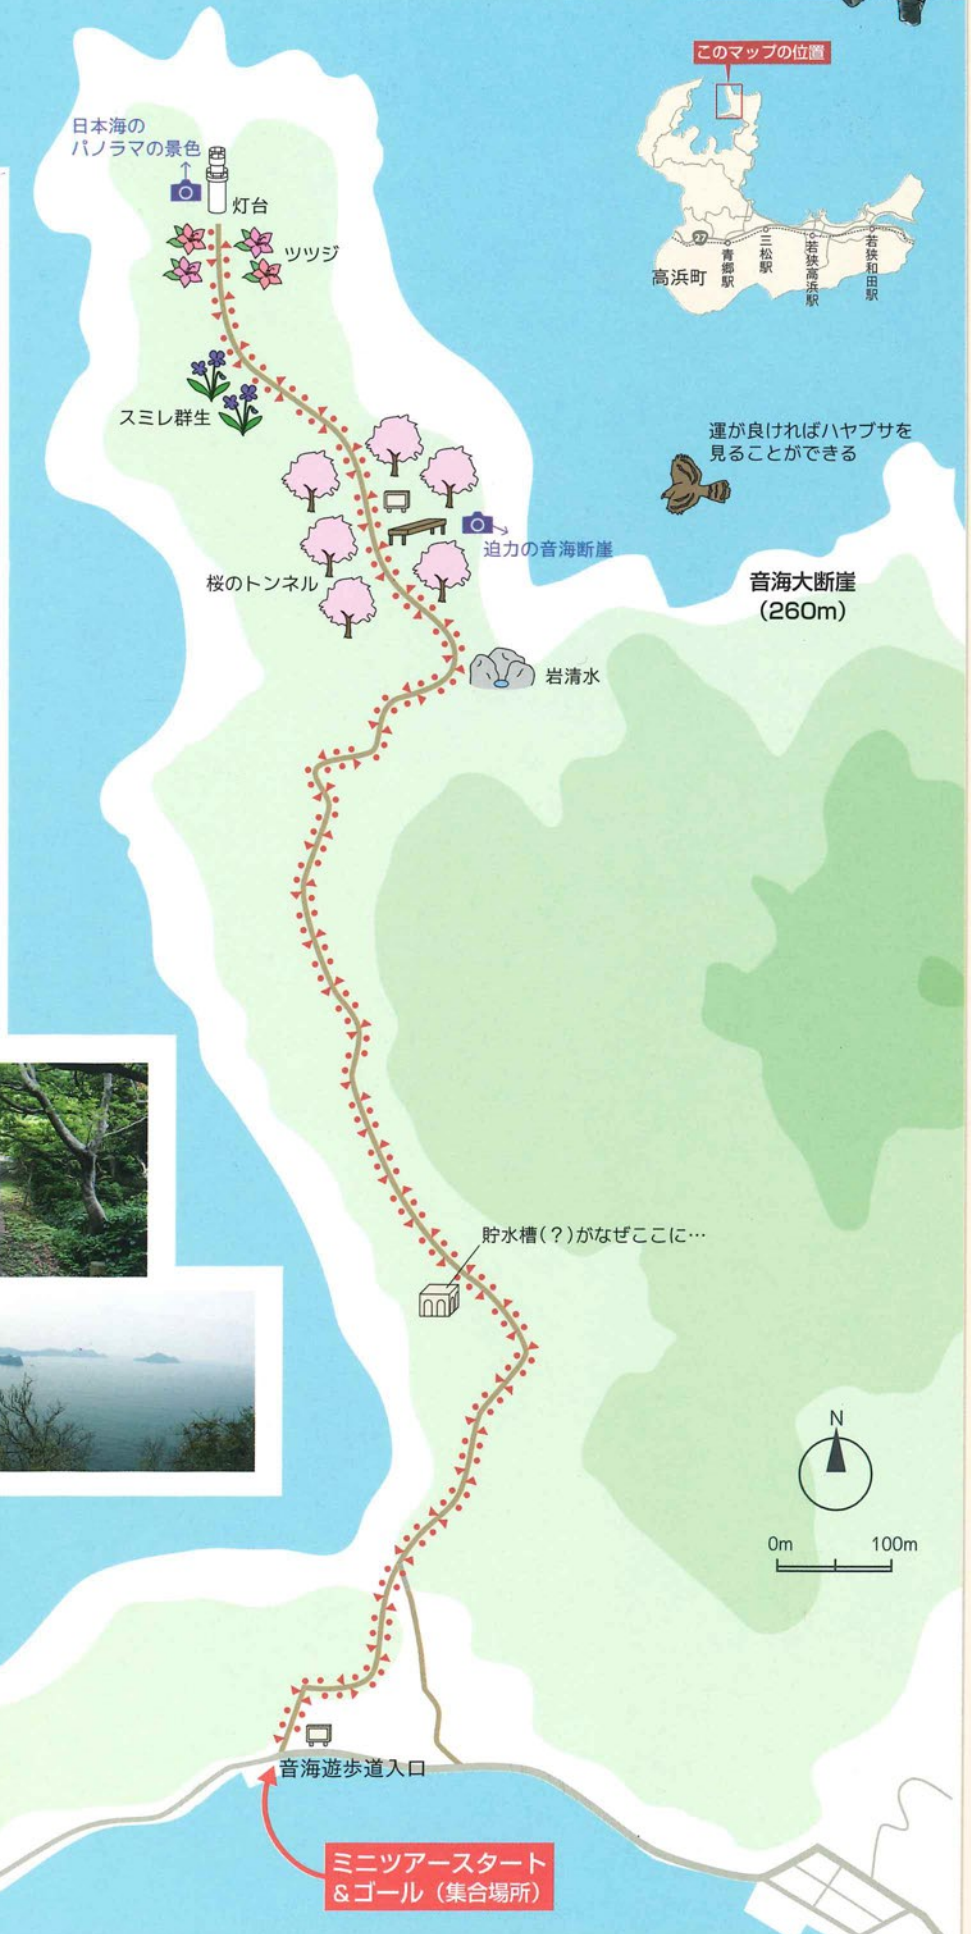 このマップの位置
27
高浜町
青郷駅
三松駅
若狭高浜駅
若狭和田駅
日本海の
パノラマの景色
灯台
ツツジ
スミレ群生
運が良ければハヤブサを
見ることができる
迫力の音海断崖
桜のトンネル
音海大断崖
(260m)
岩清水
貯水槽(?)がなぜここに…
N
0m 100m
音海遊歩道入口
ミニツアースタート
&ゴール(集合場所)